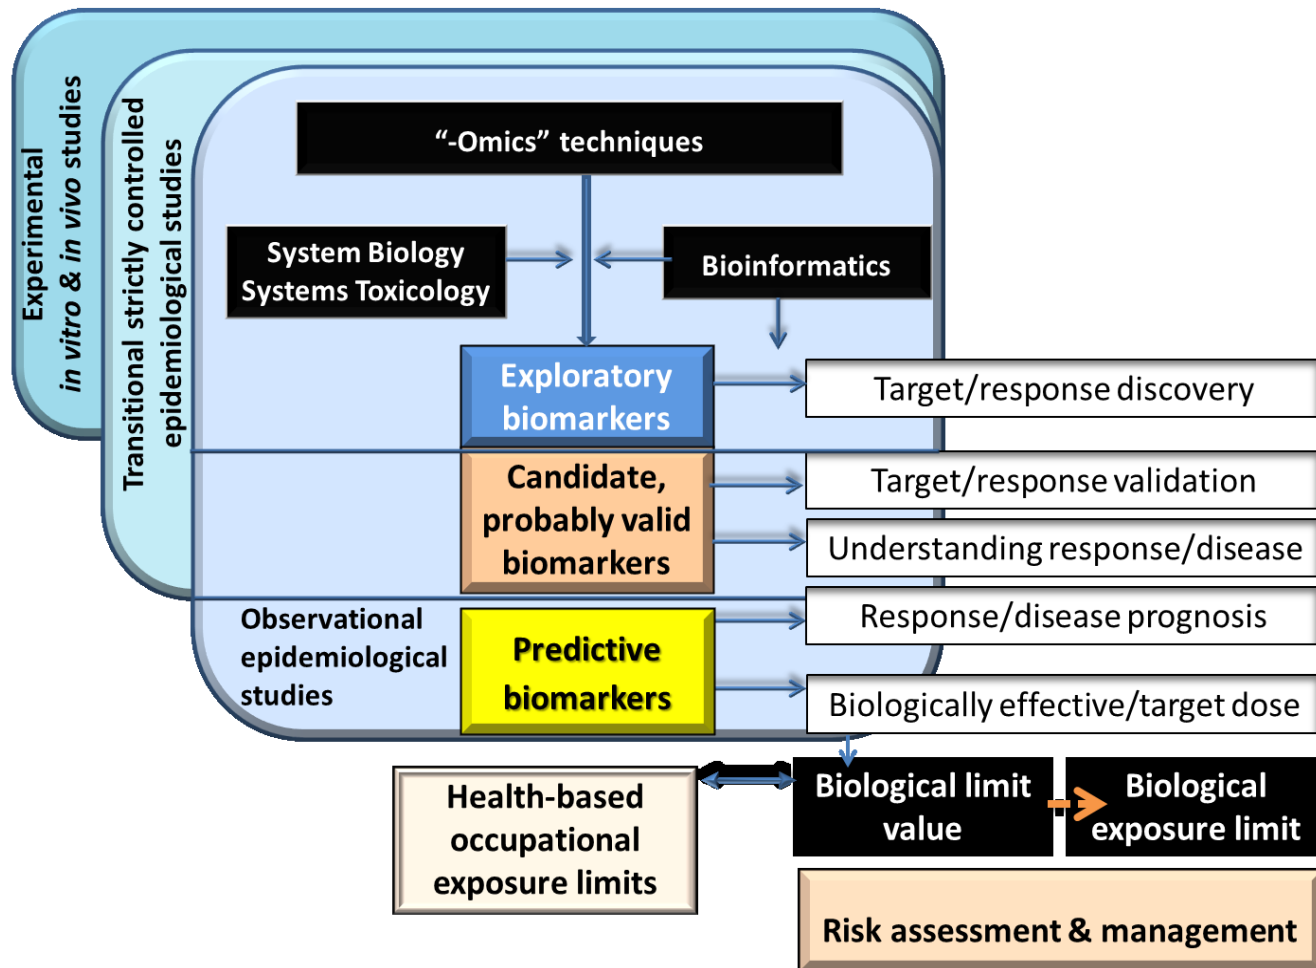 Experimental
in vitro & in vivo studies
Transitional strictly controlled
epidemiological studies
“-Omics” techniques
System Biology
Systems Toxicology
Bioinformatics
Exploratory
biomarkers
Target/response discovery
Candidate,
probably valid
biomarkers
Target/response validation
Understanding response/disease
Observational
epidemiological
studies
Predictive
biomarkers
Response/disease prognosis
Biologically effective/target dose
Health-based
occupational
exposure limits
Biological limit
value
Biological
exposure limit
Risk assessment & management